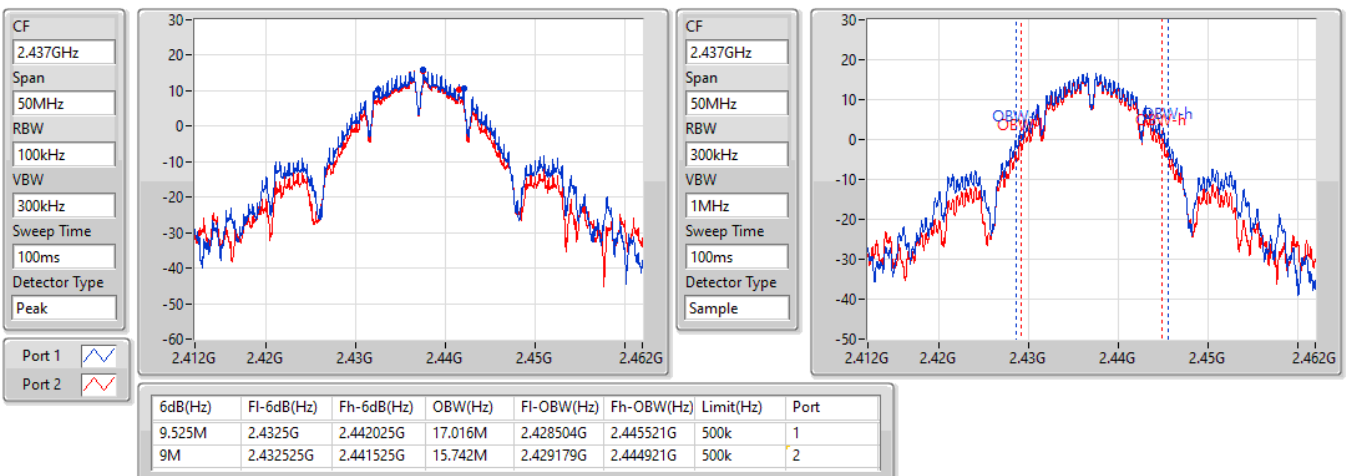 CF
2.437GHz
Span
50MHz
RBW
100kHz
VBW
300kHz
Sweep Time
100ms
Detector Type
Peak
30
20
10
0
-10
-20
-30
-40
-50
-60
2.412G 2.42G 2.43G 2.44G 2.45G 2.462G
CF
2.437GHz
Span
50MHz
RBW
300kHz
VBW
1MHz
Sweep Time
100ms
Detector Type
Sample
30
20
10
0
-10
-20
-30
-40
-50
OBW-h
OBW-h
2.412G 2.42G 2.43G 2.44G 2.45G 2.462G
Port 1
Port 2
6dB(Hz) Fl-6dB(Hz) Fh-6dB(Hz) OBW(Hz) Fl-OBW(Hz) Fh-OBW(Hz) Limit(Hz) Port
9.525M 2.4325G 2.442025G 17.016M 2.428504G 2.445521G 500k 1
9M 2.432525G 2.441525G 15.742M 2.429179G 2.444921G 500k 2